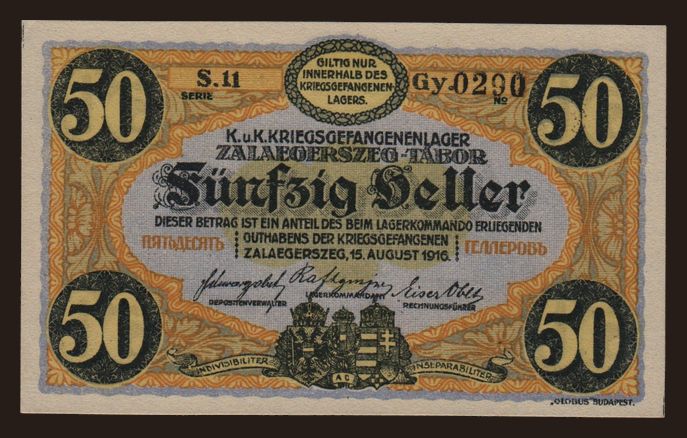 50
S.11
SERIE
GILTIG NUR
INNERHALB DES
KRIEGSGEFANGENEN-
LAGERS.
Gy.0290
№
50
K.u.K.KRIEGSGEFANGENENLAGER
ZALAEGERSZEG-TÁBOR
Fünfzig Heller
DIESER BETRAG IST EIN ANTEIL DES BEIM LAGERKOMMANDO ERLIEGENDEN
ПЯТЬДЕСЯТЬ
GUTHABENS DER KRIEGSGEFANGENEN
ГЕЛЛЕРОВЪ
ZALAEGERSZEG, 15. AUGUST 1916.
DEPOSITENVERWALTER
LAGERKOMMANDANT
RECHNUNGSFÜHRER
50
INDIVISIBILITER
AC
INSEPARABILITER
50
„GLOBUS" BUDAPEST.